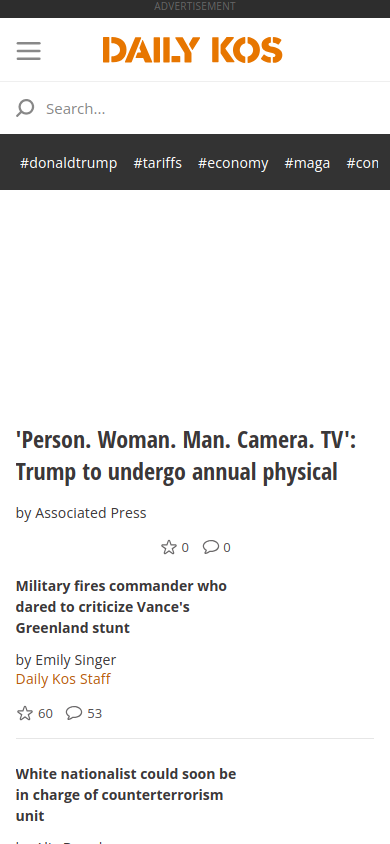 ADVERTISEMENT
DAILY KOS
Search...
#donaldtrump #tariffs #economy #maga
'Person. Woman. Man. Camera. TV':
Trump to undergo annual physical
by Associated Press
0 0
Military fires commander who
dared to criticize Vance's
Greenland stunt
by Emily Singer
Daily Kos Staff
60 53
White nationalist could soon be
in charge of counterterrorism
unit